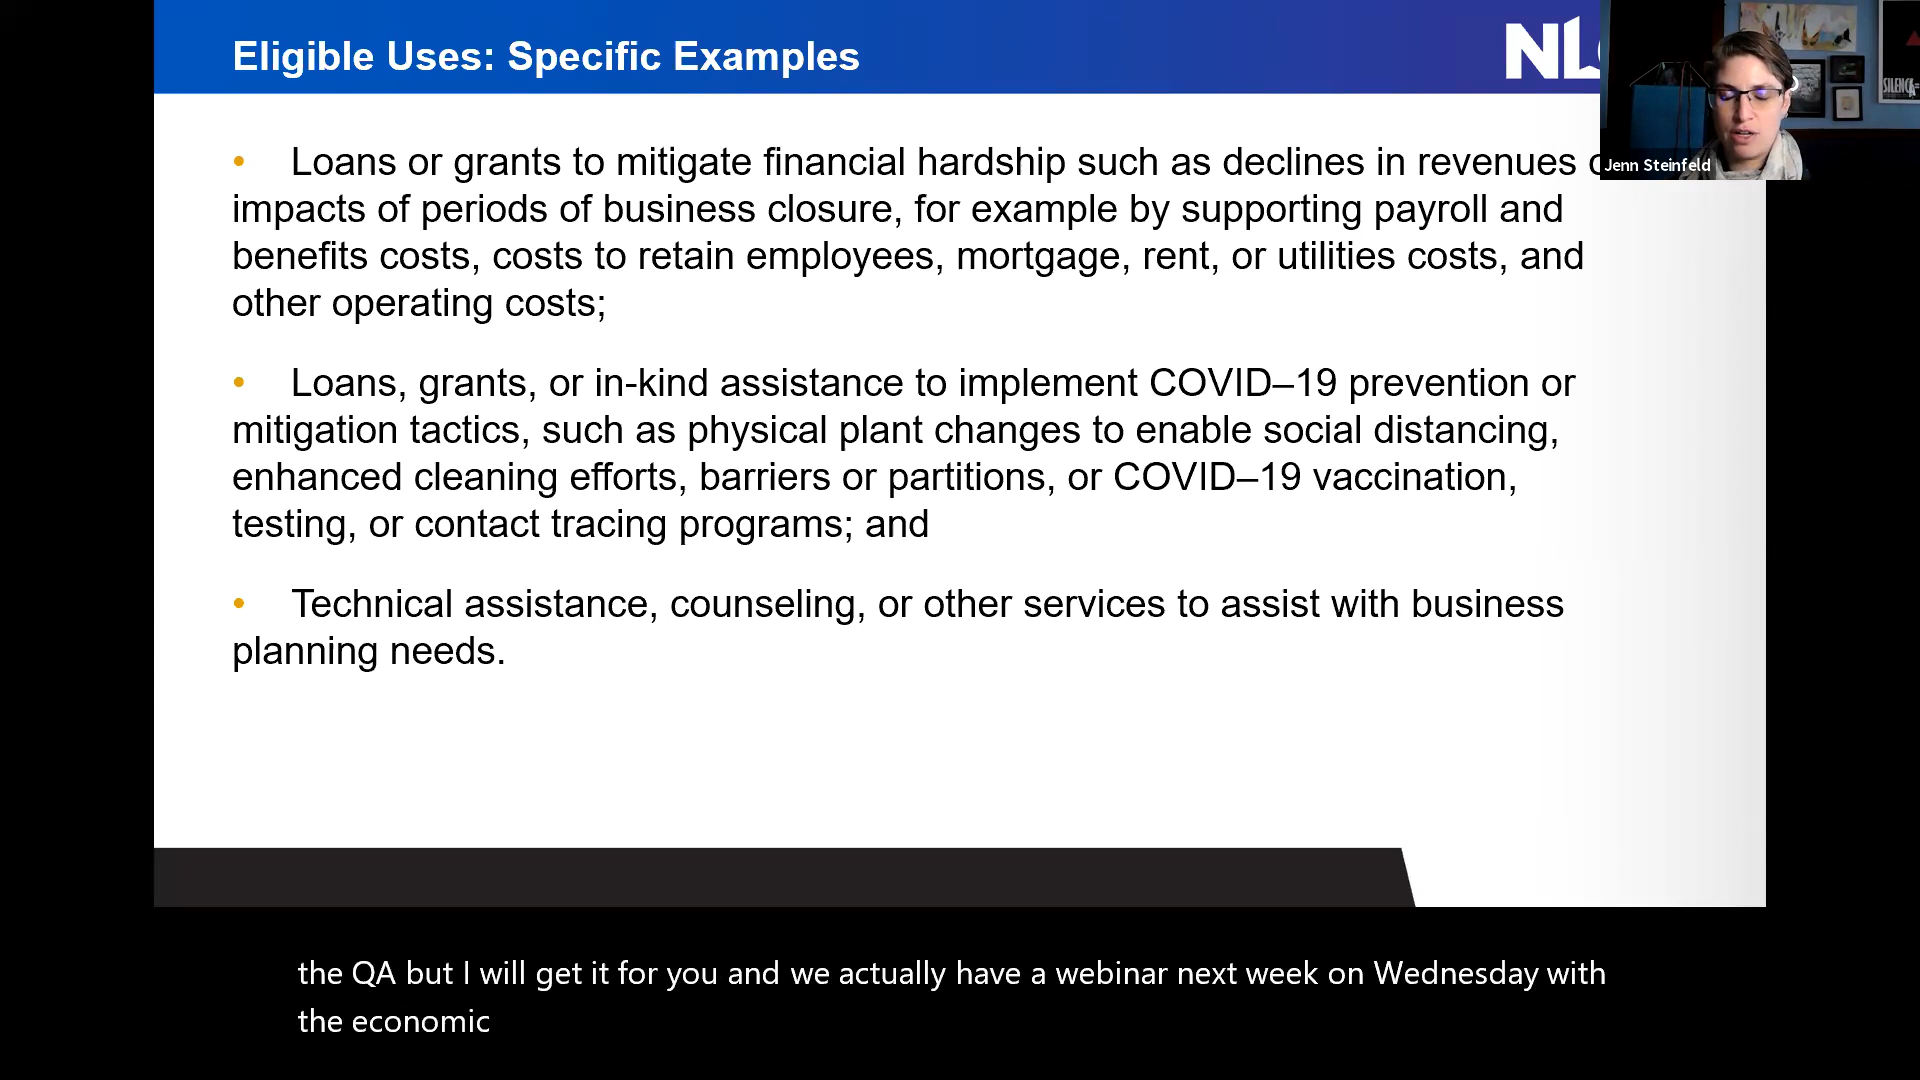 Eligible Uses: Specific Examples
NL
SILENC
Jenn Steinfeld
• Loans or grants to mitigate financial hardship such as declines in revenues
impacts of periods of business closure, for example by supporting payroll and
benefits costs, costs to retain employees, mortgage, rent, or utilities costs, and
other operating costs;
• Loans, grants, or in-kind assistance to implement COVID–19 prevention or
mitigation tactics, such as physical plant changes to enable social distancing,
enhanced cleaning efforts, barriers or partitions, or COVID–19 vaccination,
testing, or contact tracing programs; and
• Technical assistance, counseling, or other services to assist with business
planning needs.
the QA but I will get it for you and we actually have a webinar next week on Wednesday with
the economic